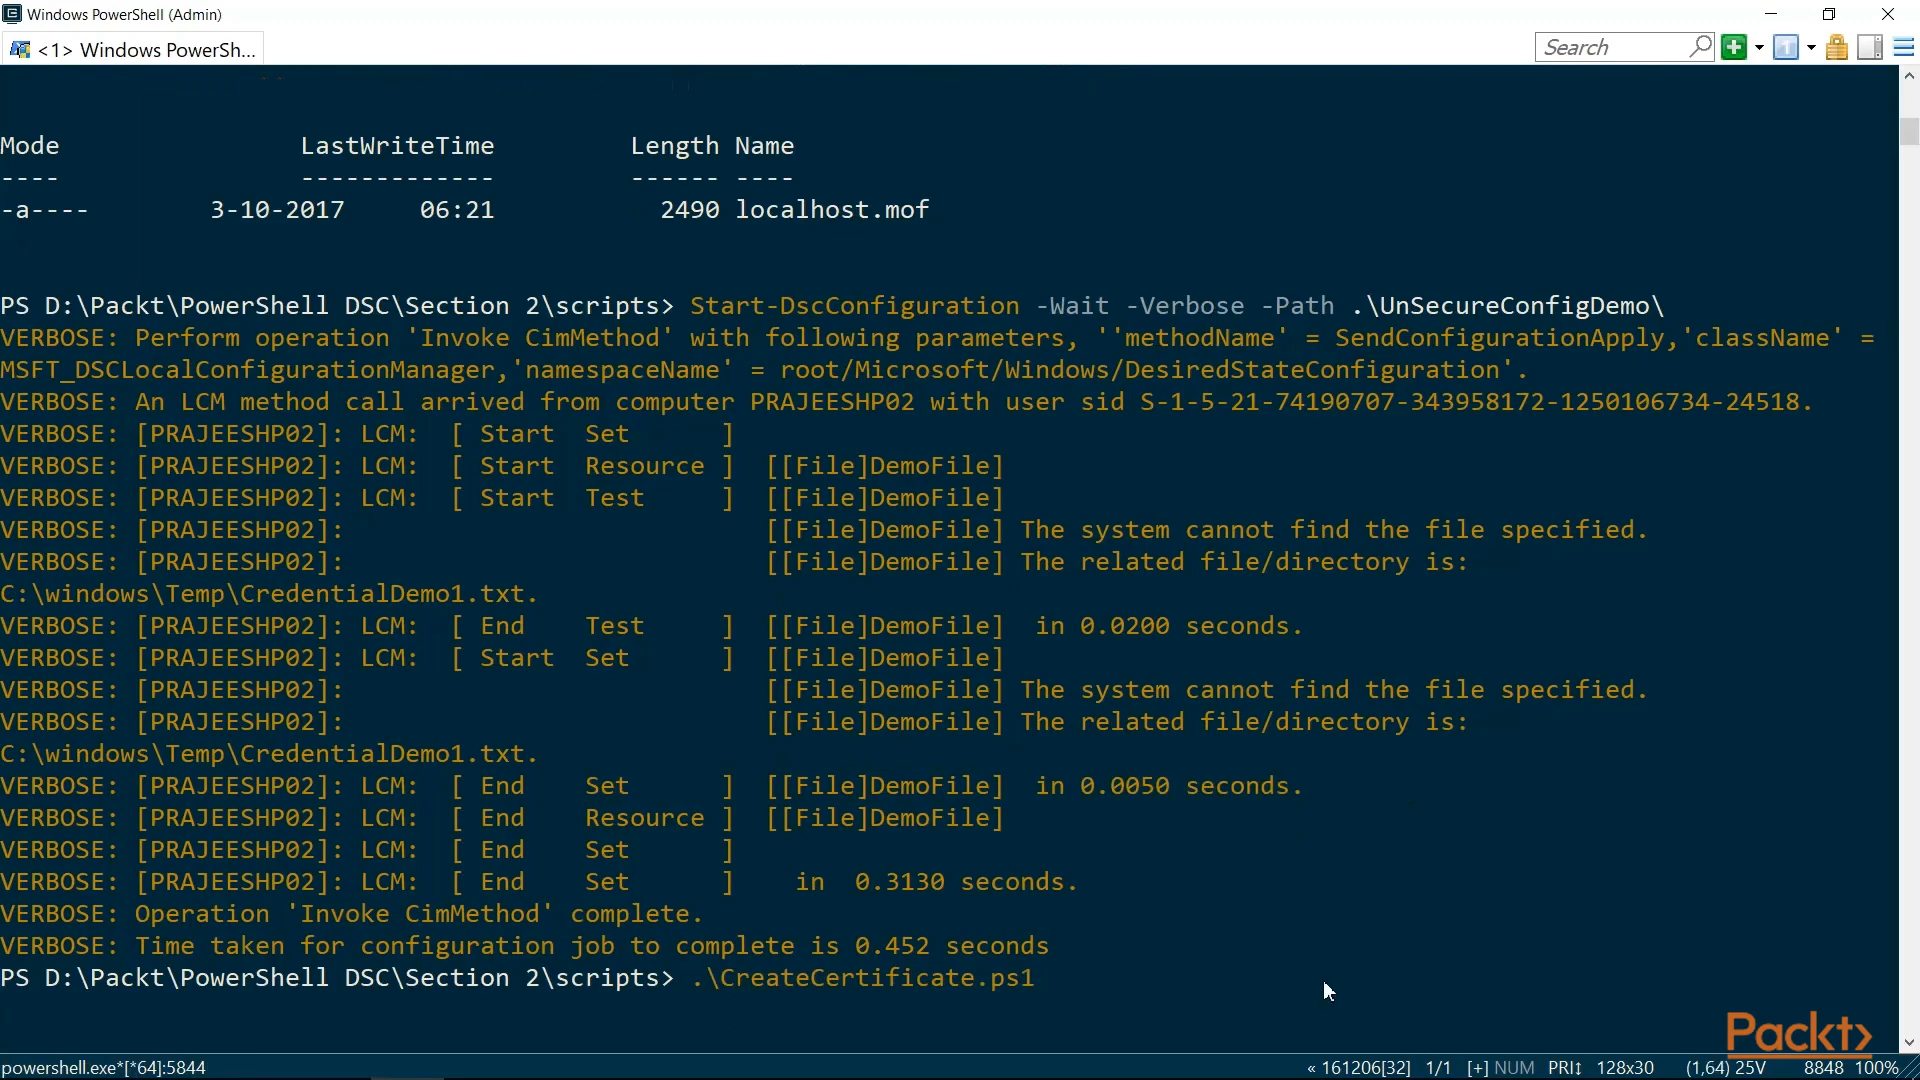 Windows PowerShell (Admin)
<1> Windows PowerSh...
Search
Mode                    LastWriteTime         Length Name
----                    -------------         ------ ----
-a----        3-10-2017     06:21           2490 localhost.mof
PS D:\Packt\PowerShell DSC\Section 2\scripts> Start-DscConfiguration -Wait -Verbose -Path .\UnSecureConfigDemo\
VERBOSE: Perform operation 'Invoke CimMethod' with following parameters, ''methodName' = SendConfigurationApply,'className' =
MSFT_DSCLocalConfigurationManager,'namespaceName' = root/Microsoft/Windows/DesiredStateConfiguration'.
VERBOSE: An LCM method call arrived from computer PRAJEESHP02 with user sid S-1-5-21-74190707-343958172-1250106734-24518.
VERBOSE: [PRAJEESHP02]: LCM:  [ Start  Set      ]
VERBOSE: [PRAJEESHP02]: LCM:  [ Start  Resource ]  [[File]DemoFile]
VERBOSE: [PRAJEESHP02]: LCM:  [ Start  Test     ]  [[File]DemoFile]
VERBOSE: [PRAJEESHP02]:                            [[File]DemoFile] The system cannot find the file specified.
VERBOSE: [PRAJEESHP02]:                            [[File]DemoFile] The related file/directory is:
C:\windows\Temp\CredentialDemo1.txt.
VERBOSE: [PRAJEESHP02]: LCM:  [ End    Test     ]  [[File]DemoFile]  in 0.0200 seconds.
VERBOSE: [PRAJEESHP02]: LCM:  [ Start  Set      ]  [[File]DemoFile]
VERBOSE: [PRAJEESHP02]:                            [[File]DemoFile] The system cannot find the file specified.
VERBOSE: [PRAJEESHP02]:                            [[File]DemoFile] The related file/directory is:
C:\windows\Temp\CredentialDemo1.txt.
VERBOSE: [PRAJEESHP02]: LCM:  [ End    Set      ]  [[File]DemoFile]  in 0.0050 seconds.
VERBOSE: [PRAJEESHP02]: LCM:  [ End    Resource ]  [[File]DemoFile]
VERBOSE: [PRAJEESHP02]: LCM:  [ End    Set      ]
VERBOSE: [PRAJEESHP02]: LCM:  [ End    Set      ]    in  0.3130 seconds.
VERBOSE: Operation 'Invoke CimMethod' complete.
VERBOSE: Time taken for configuration job to complete is 0.452 seconds
PS D:\Packt\PowerShell DSC\Section 2\scripts> .\CreateCertificate.ps1
Packt>
powershell.exe*[*64]:5844 « 161206[32] 1/1 [+] NUM PRI↕ 128x30 (1,64) 25V 8848 100%